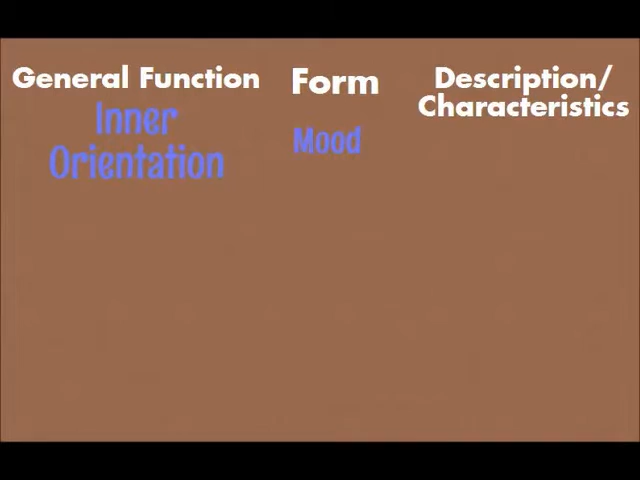 General Function
Form
Description/
Characteristics
Inner
Orientation
Mood